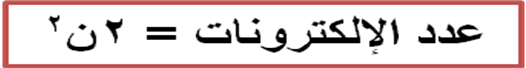 عدد الإلكترونات = ٢ن٢